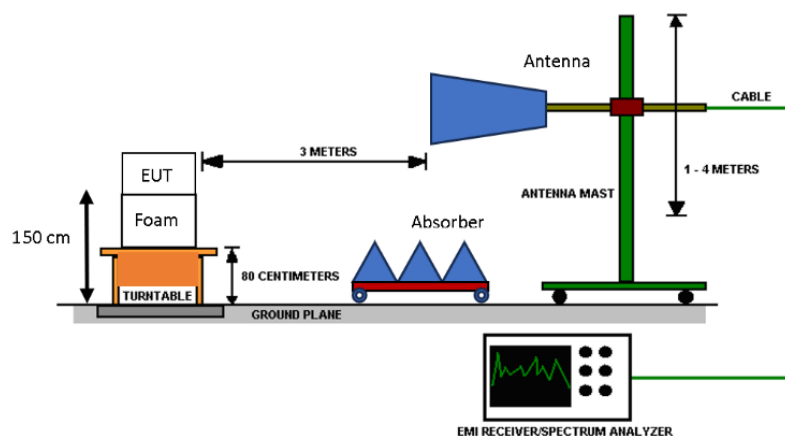 Antenna
CABLE
3 METERS
EUT
1 - 4 METERS
ANTENNA MAST
Foam
Absorber
150 cm
80 CENTIMETERS
TURNTABLE
GROUND PLANE
EMI RECEIVER/SPECTRUM ANALYZER